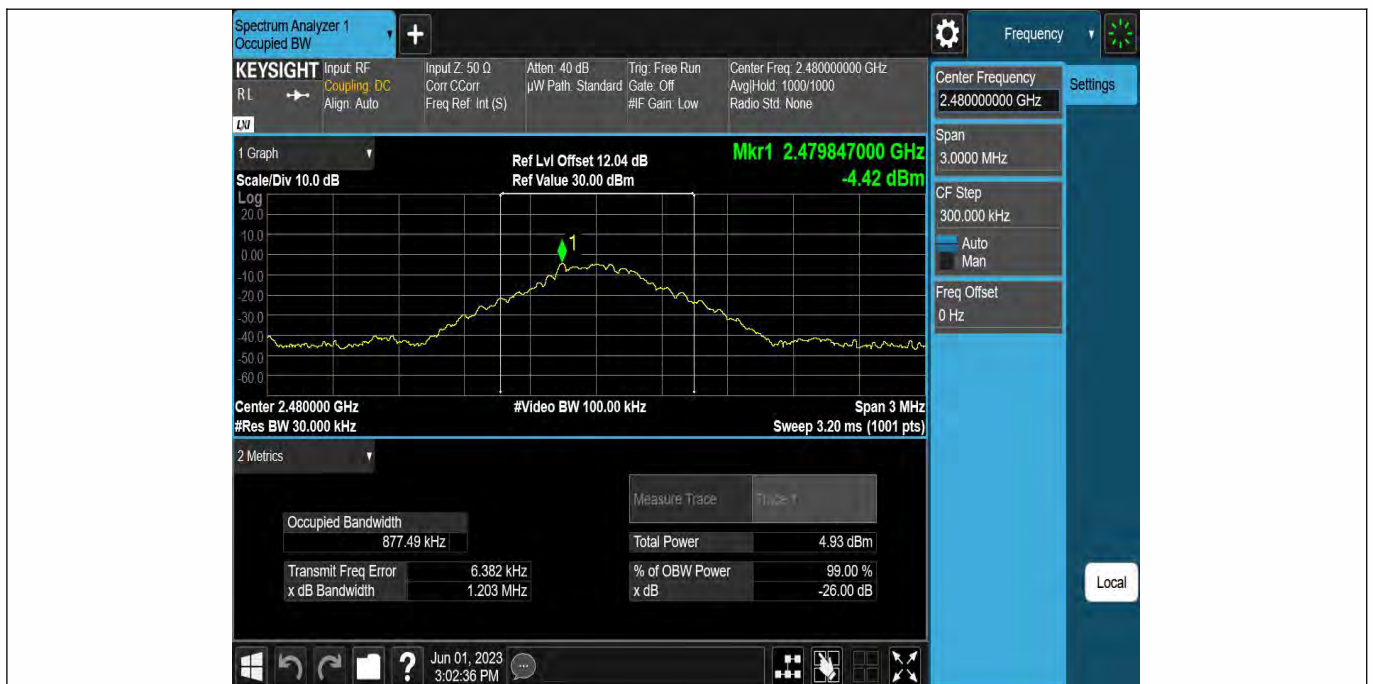 Spectrum Analyzer 1
Occupied BW
+
Frequency
KEYSIGHT
RL
LXI
Input: RF
Coupling: DC
Align: Auto
Input Z: 50 Ω
Corr CCorr
Freq Ref: Int (S)
Atten: 40 dB
µW Path: Standard
Trig: Free Run
Gate: Off
#IF Gain: Low
Center Freq: 2.480000000 GHz
Avg|Hold: 1000/1000
Radio Std: None
Center Frequency
2.480000000 GHz
Settings
Span
3.0000 MHz
CF Step
300.000 kHz
Auto
Man
Freq Offset
0 Hz
Local
1 Graph
Scale/Div 10.0 dB
Ref Lvl Offset 12.04 dB
Ref Value 30.00 dBm
Mkr1 2.479847000 GHz
-4.42 dBm
Log
20.0
10.0
0.00
-10.0
-20.0
-30.0
-40.0
-50.0
-60.0
1
Center 2.480000 GHz
#Video BW 100.00 kHz
Span 3 MHz
#Res BW 30.000 kHz
Sweep 3.20 ms (1001 pts)
2 Metrics
Measure Trace
Trace 1
Occupied Bandwidth
877.49 kHz
Total Power 4.93 dBm
Transmit Freq Error 6.382 kHz
% of OBW Power 99.00 %
x dB Bandwidth 1.203 MHz
x dB -26.00 dB
?
Jun 01, 2023
3:02:36 PM